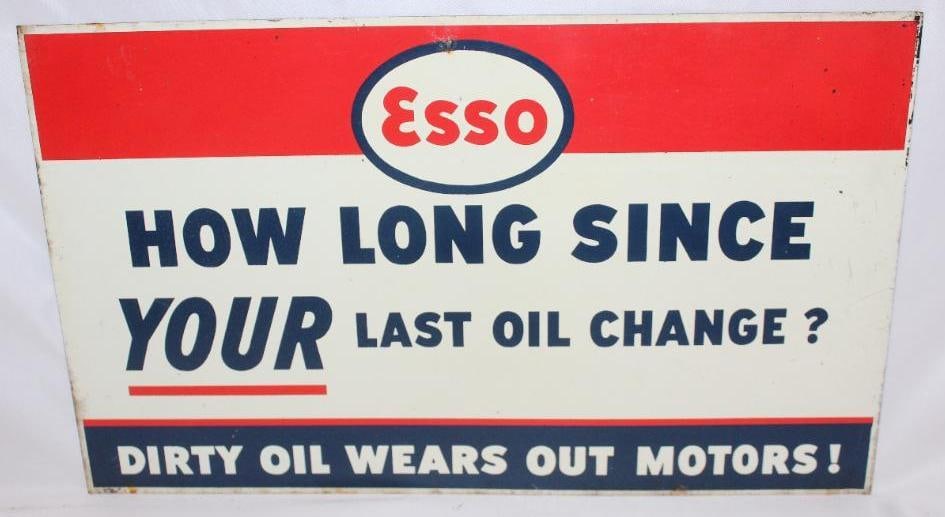 Esso
HOW LONG SINCE
YOUR LAST OIL CHANGE ?
DIRTY OIL WEARS OUT MOTORS!